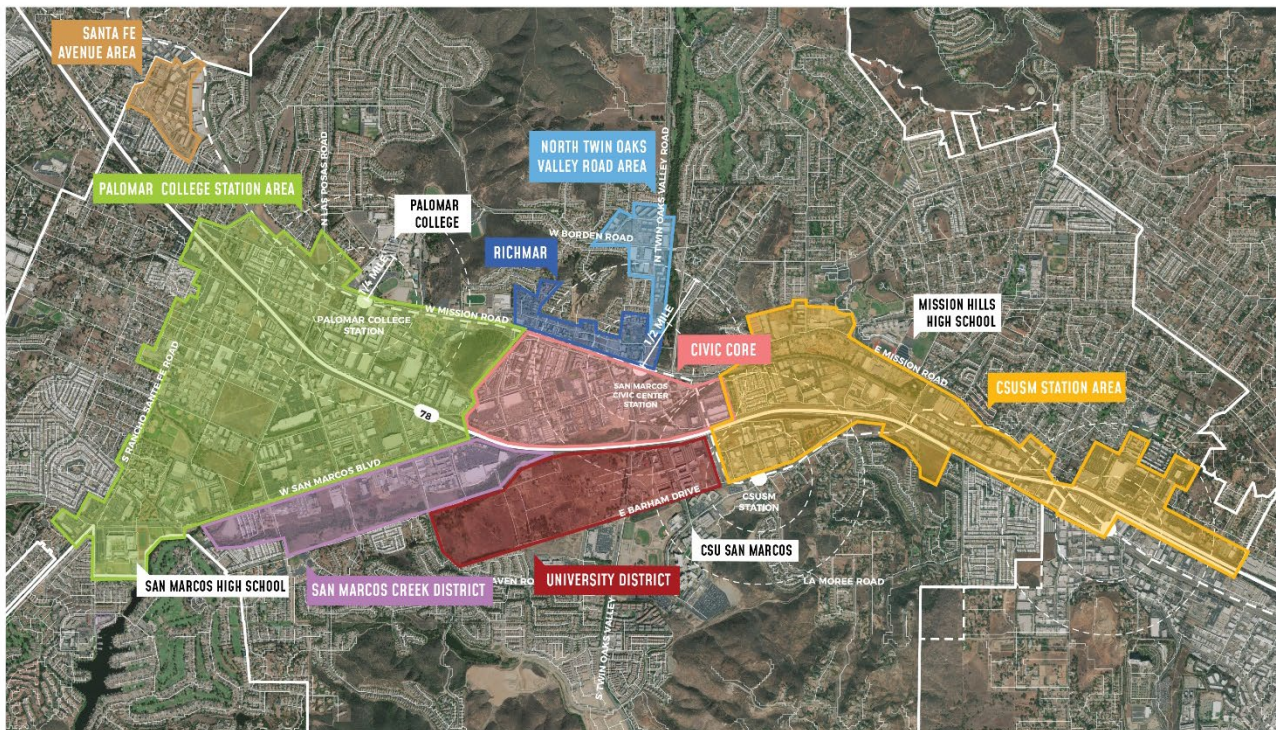 SANTA FE
AVENUE AREA
PALOMAR COLLEGE STATION AREA
N LAS POSAS ROAD
PALOMAR
COLLEGE
NORTH TWIN OAKS
VALLEY ROAD AREA
N TWIN OAKS VALLEY ROAD
W BORDEN ROAD
RICHMAR
1/4 MILE
PALOMAR COLLEGE
STATION
W MISSION ROAD
1/2 MILE
CIVIC CORE
MISSION HILLS
HIGH SCHOOL
E MISSION ROAD
CSUSM STATION AREA
SAN MARCOS
CIVIC CENTER
STATION
S RANCHO SANTE FE ROAD
78
W SAN MARCOS BLVD
E BARHAM DRIVE
CSUSM
STATION
CSU SAN MARCOS
SAN MARCOS HIGH SCHOOL
SAN MARCOS CREEK DISTRICT
UNIVERSITY DISTRICT
LA MOREE ROAD
S TWIN OAKS VALLEY